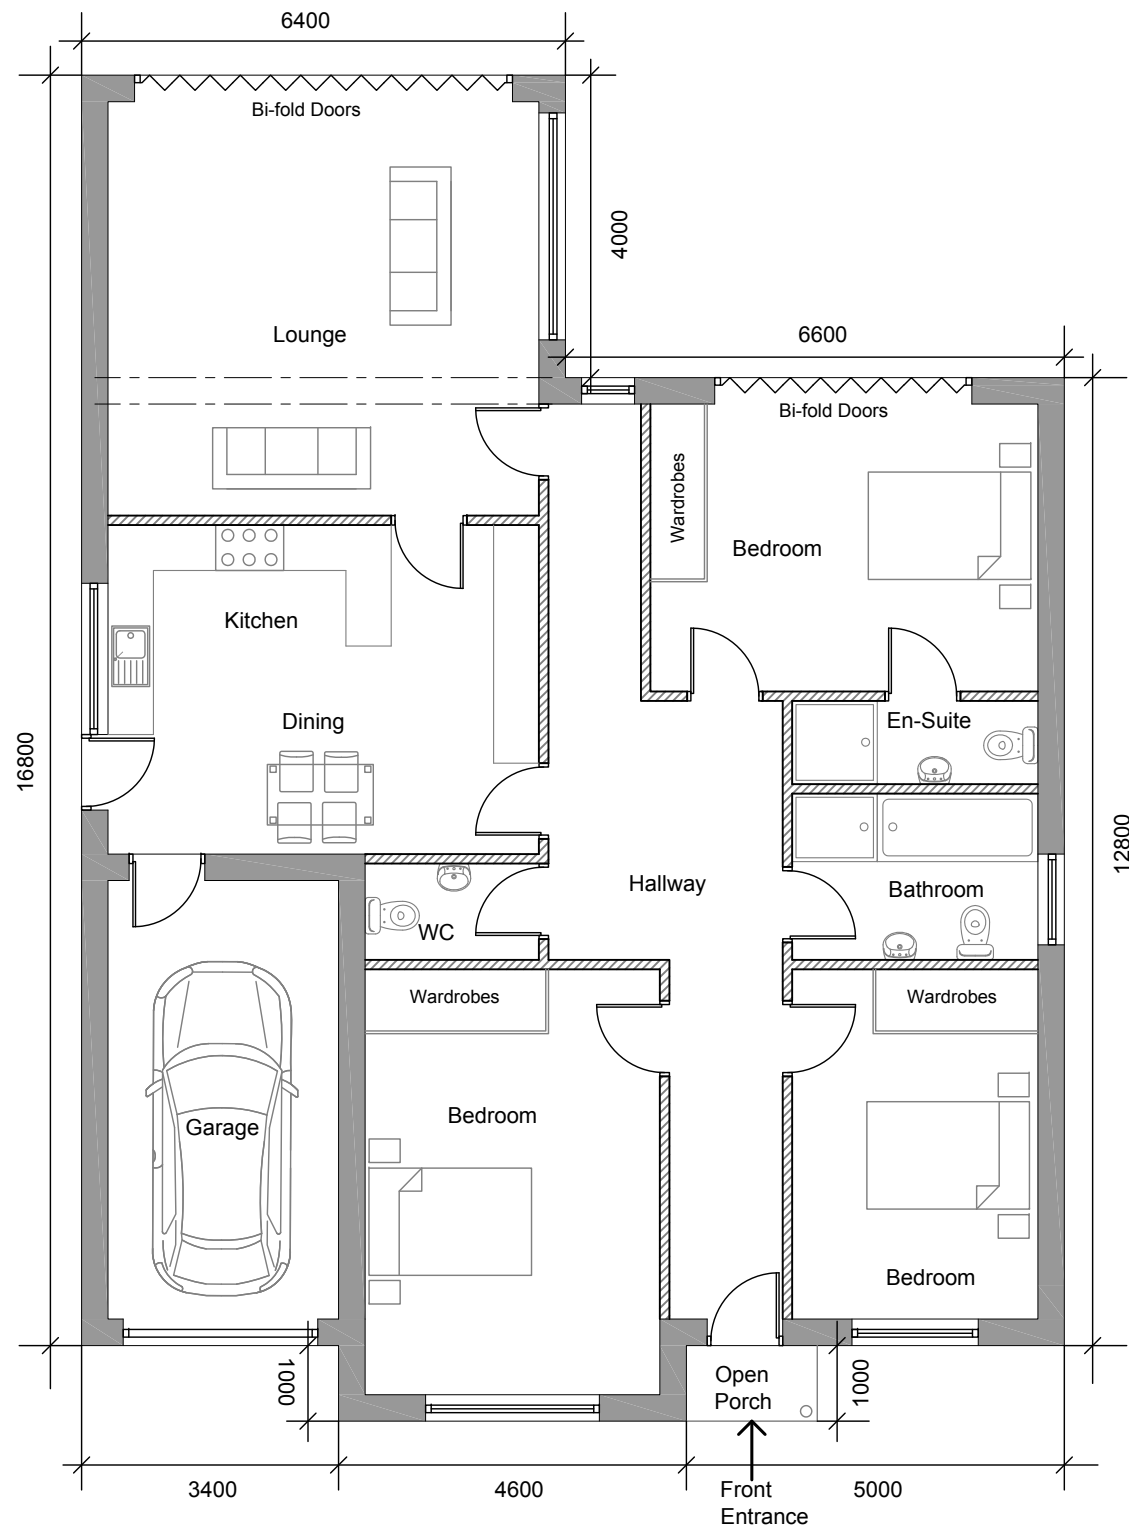 6400
Bi-fold Doors
4000
Lounge
6600
Bi-fold Doors
Wardrobes
Bedroom
Kitchen
Dining
En-Suite
16800
12800
Hallway
Bathroom
WC
Wardrobes
Wardrobes
Bedroom
Garage
Bedroom
1000
Open
Porch
1000
3400
4600
Front
Entrance
5000